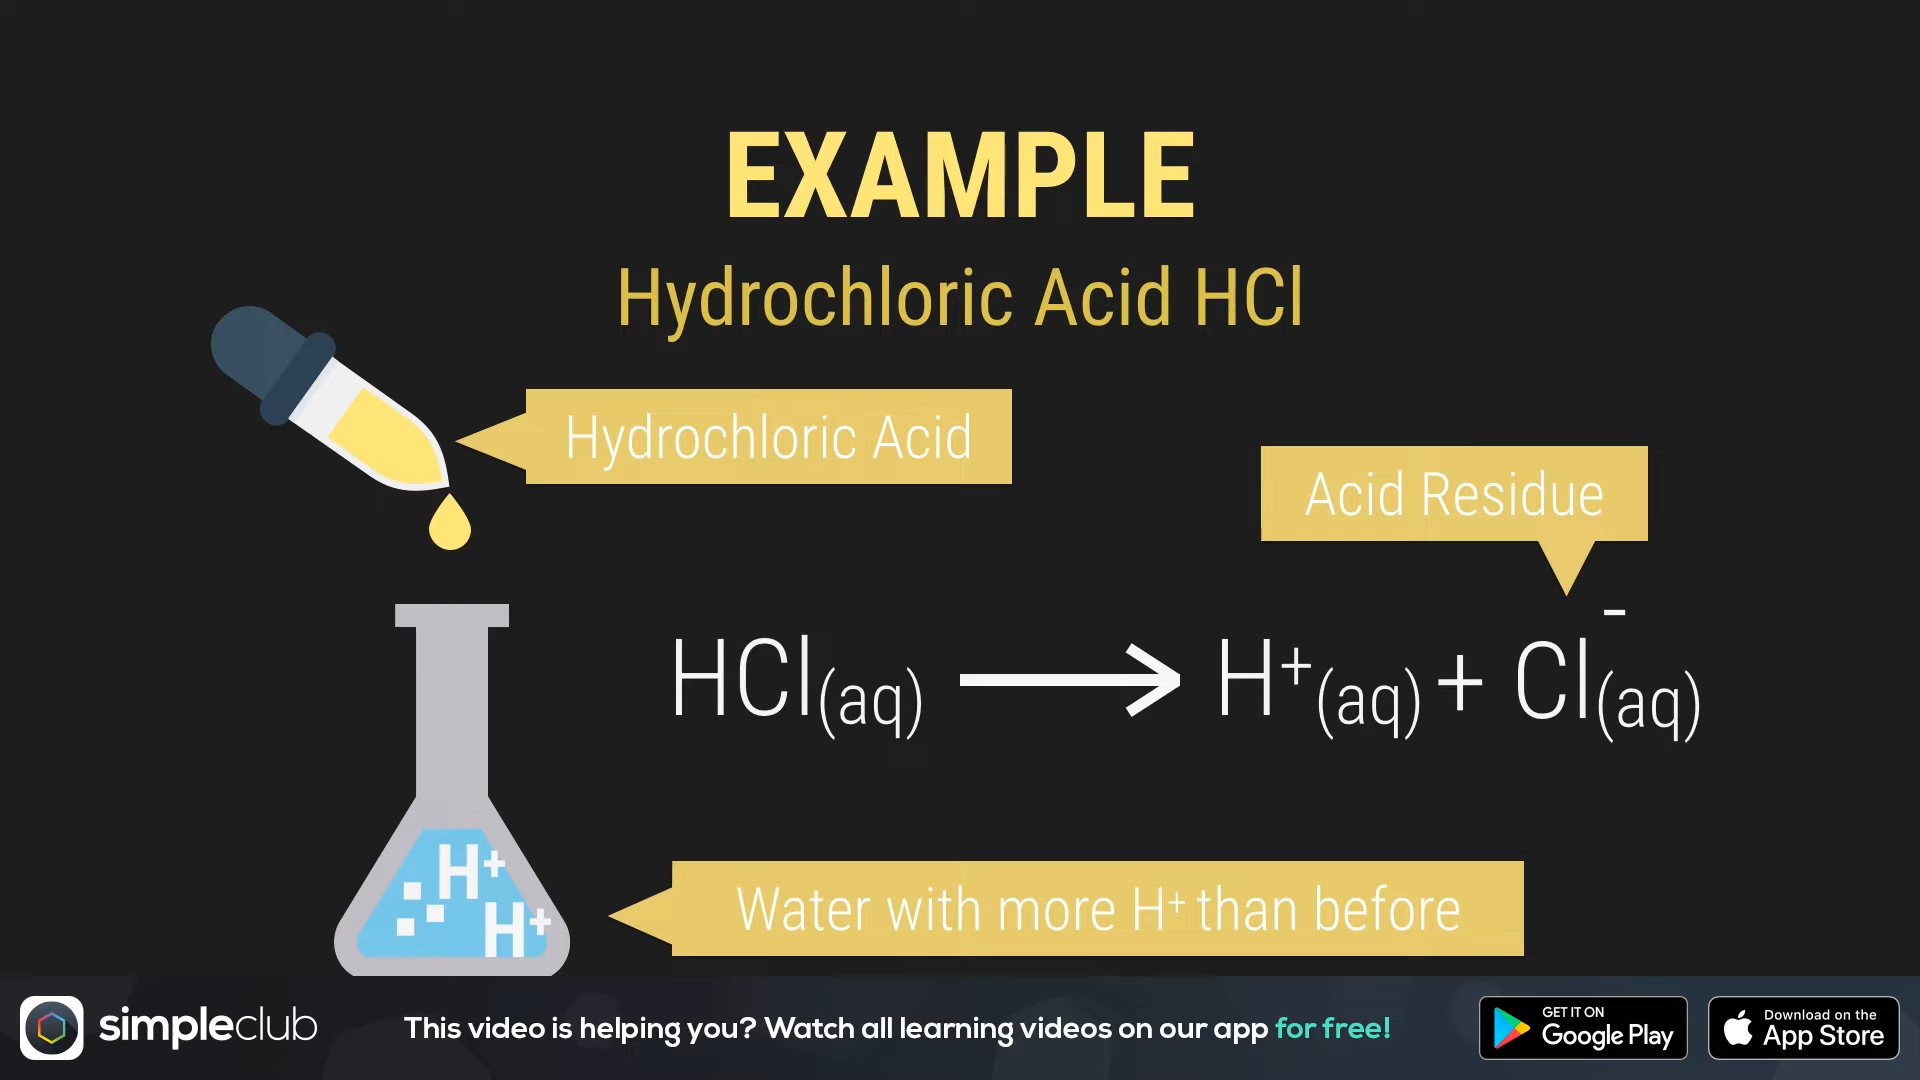 EXAMPLE
Hydrochloric Acid HCl
Hydrochloric Acid
Acid Residue
HCl(aq) → H⁺(aq) + Cl⁻(aq)
H⁺
H⁺
Water with more H⁺ than before
simpleclub
This video is helping you? Watch all learning videos on our app for free!
GET IT ON
Google Play
Download on the
App Store